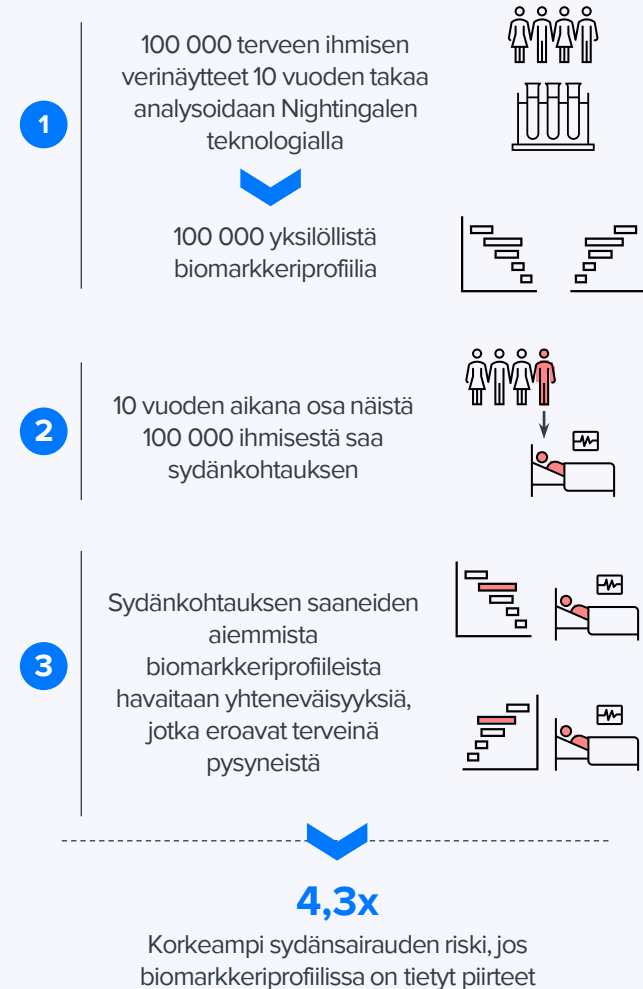 1
100 000 terveen ihmisen
verinäytteet 10 vuoden takaa
analysoidaan Nightingalen
teknologialla
100 000 yksilöllistä
biomarkkeriprofiilia
2
10 vuoden aikana osa näistä
100 000 ihmisestä saa
sydänkohtauksen
3
Sydänkohtauksen saaneiden
aiemmista
biomarkkeriprofiileista
havaitaan yhteneväisyyksiä,
jotka eroavat terveinä
pysyneistä
4,3x
Korkeampi sydänsairauden riski, jos
biomarkkeriprofiilissa on tietyt piirteet